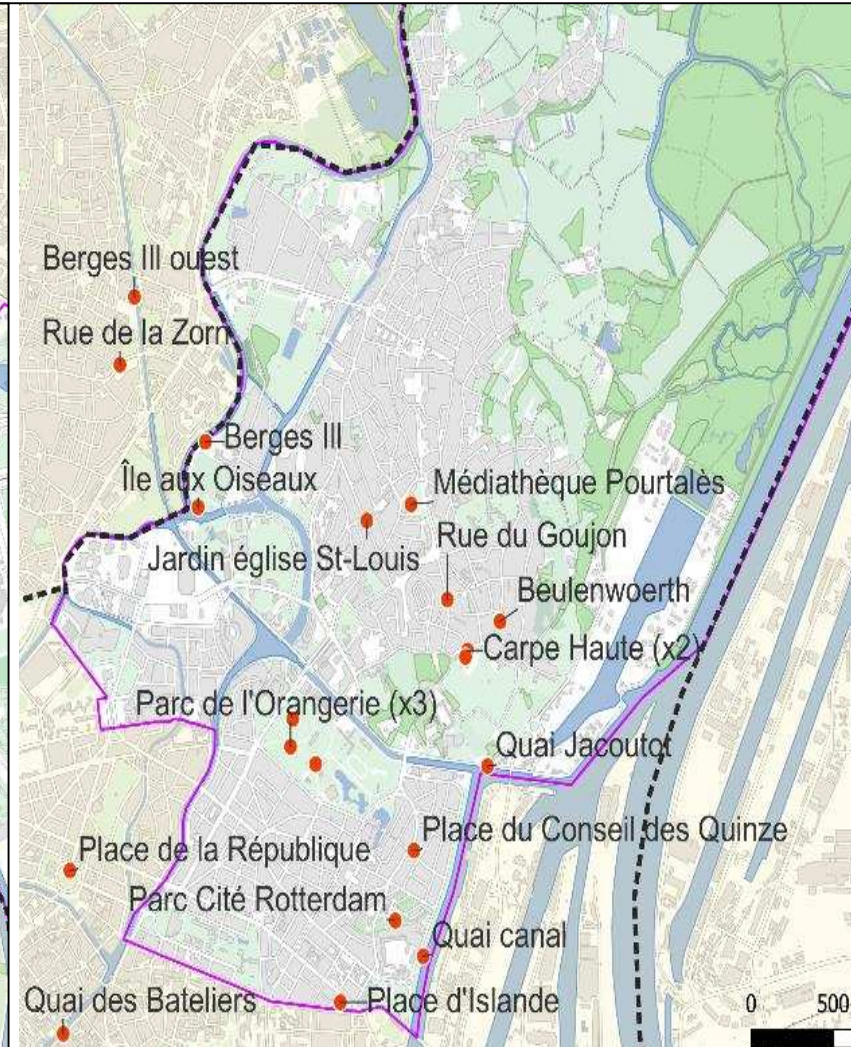 Berges Ill ouest
Rue de la Zorn
Berges Ill
Île aux Oiseaux
Médiathèque Pourtalès
Jardin église St-Louis
Rue du Goujon
Beulenwoerth
Carpe Haute (x2)
Parc de l'Orangerie (x3)
Quai Jacoutot
Place du Conseil des Quinze
Place de la République
Parc Cité Rotterdam
Quai canal
Quai des Bateliers
Place d'Islande
0 500